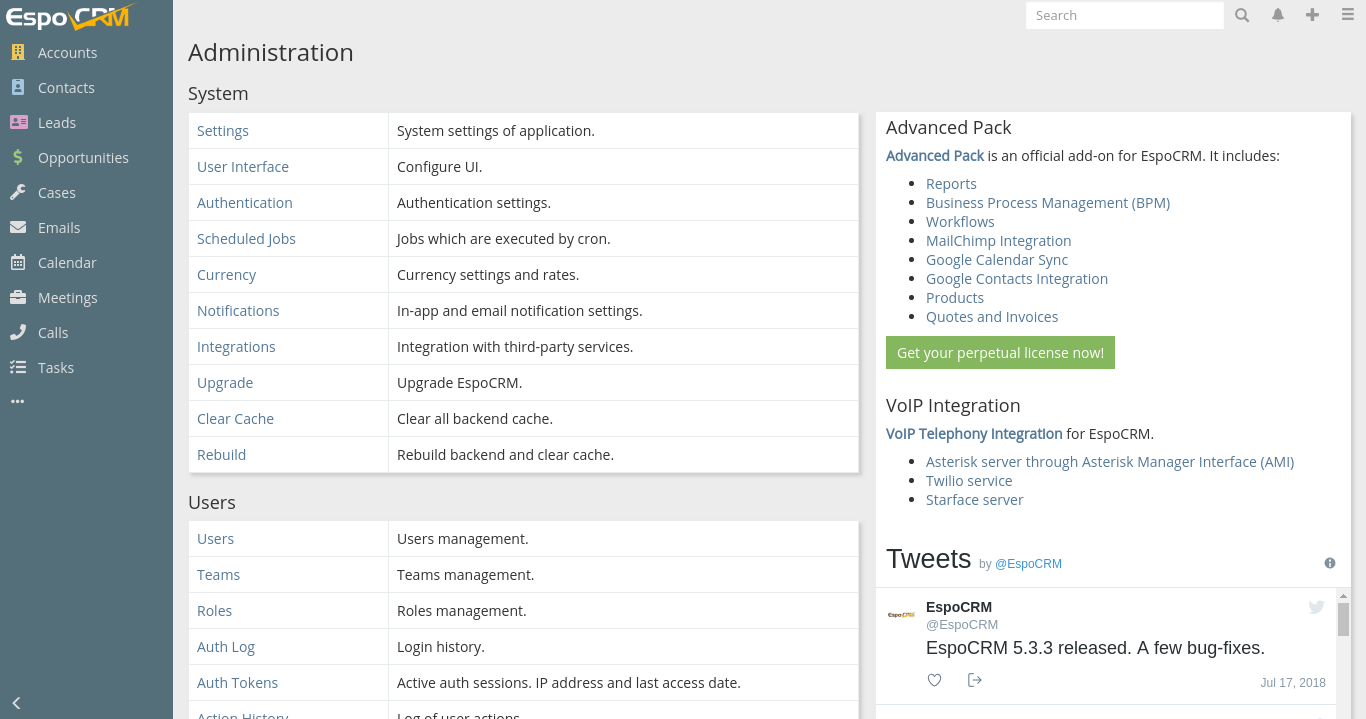 EspoCRM
Search
Accounts
Contacts
Leads
Opportunities
Cases
Emails
Calendar
Meetings
Calls
Tasks
Administration
System
Settings System settings of application.
User Interface Configure UI.
Authentication Authentication settings.
Scheduled Jobs Jobs which are executed by cron.
Currency Currency settings and rates.
Notifications In-app and email notification settings.
Integrations Integration with third-party services.
Upgrade Upgrade EspoCRM.
Clear Cache Clear all backend cache.
Rebuild Rebuild backend and clear cache.
Users
Users Users management.
Teams Teams management.
Roles Roles management.
Auth Log Login history.
Auth Tokens Active auth sessions. IP address and last access date.
Action History Log of user actions.
Advanced Pack
Advanced Pack is an official add-on for EspoCRM. It includes:
Reports
Business Process Management (BPM)
Workflows
MailChimp Integration
Google Calendar Sync
Google Contacts Integration
Products
Quotes and Invoices
Get your perpetual license now!
VoIP Integration
VoIP Telephony Integration for EspoCRM.
Asterisk server through Asterisk Manager Interface (AMI)
Twilio service
Starface server
Tweets by @EspoCRM
EspoCRM
EspoCRM
@EspoCRM
EspoCRM 5.3.3 released. A few bug-fixes.
Jul 17, 2018